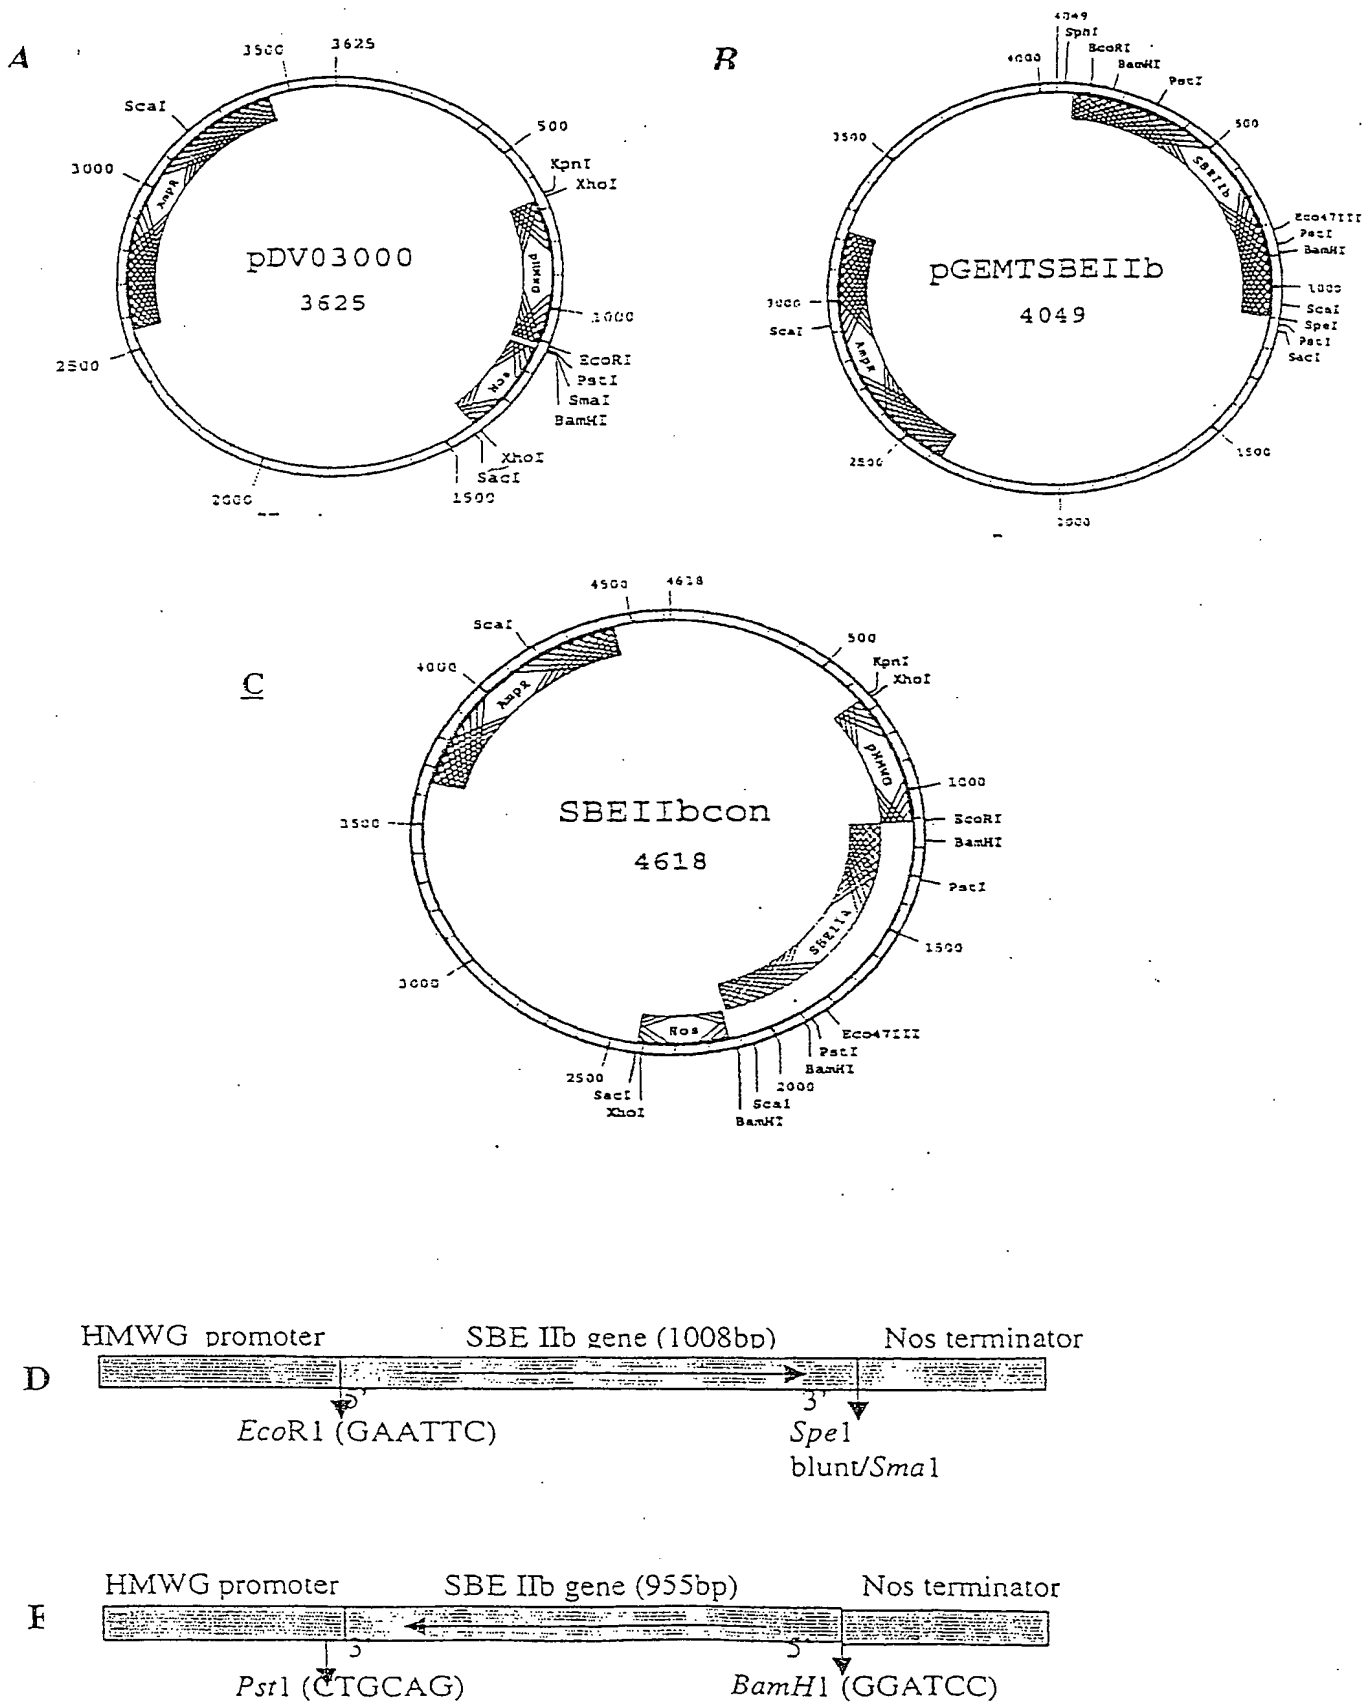 A
3500
3625
ScaI
500
3000
KpnI
XhoI
AmpR
pDV03000
3625
pHMWG
1000
EcoRI
PstI
SmaI
BamHI
Nos
2500
XhoI
SacI
2000
1500
B
4049
SphI
4000
EcoRI
BamHI
PstI
3500
500
SBEIIb
Eco47III
PstI
BamHI
pGEMTSBEIIb
4049
3000
1000
ScaI
ScaI
SpeI
PstI
SacI
AmpR
2500
1500
2000
C
4500
4618
ScaI
500
4000
KpnI
XhoI
AmpR
pHMWG
1000
SBEIIbcon
4618
EcoRI
BamHI
3500
PstI
SBEIIA
1500
3000
Nos
Eco47III
PstI
BamHI
2500
2000
SacI
ScaI
XhoI
BamHI
HMWG promoter SBE IIb gene (1008bp) Nos terminator
D
5' 3'
EcoR1 (GAATTC) Spe1
blunt/Sma1
HMWG promoter SBE IIb gene (955bp) Nos terminator
E
3' 5'
Pst1 (CTGCAG) BamH1 (GGATCC)